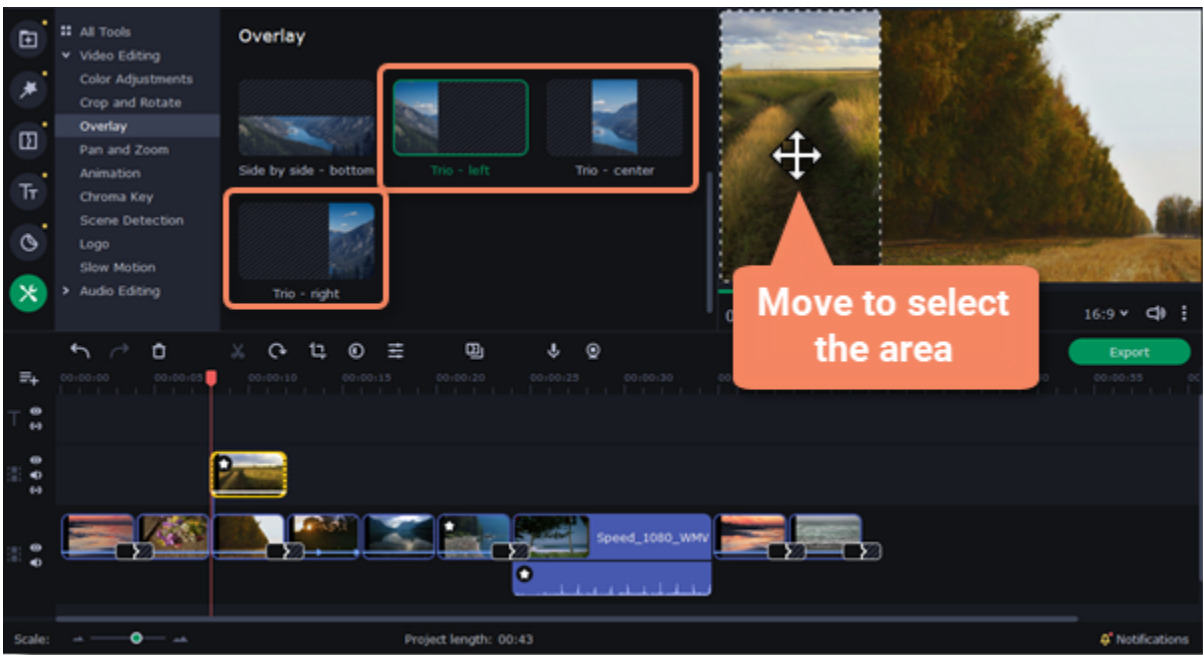 All Tools
Video Editing
Color Adjustments
Crop and Rotate
Overlay
Pan and Zoom
Animation
Chroma Key
Scene Detection
Logo
Slow Motion
Audio Editing
Overlay
Side by side - bottom
Trio - left
Trio - center
Trio - right
Move to select
the area
16:9
Export
00:00:00
00:00:05
00:00:10
00:00:15
00:00:20
00:00:25
00:00:30
00:00:55
Speed_1080_WMV
Scale:
Project length: 00:43
Notifications